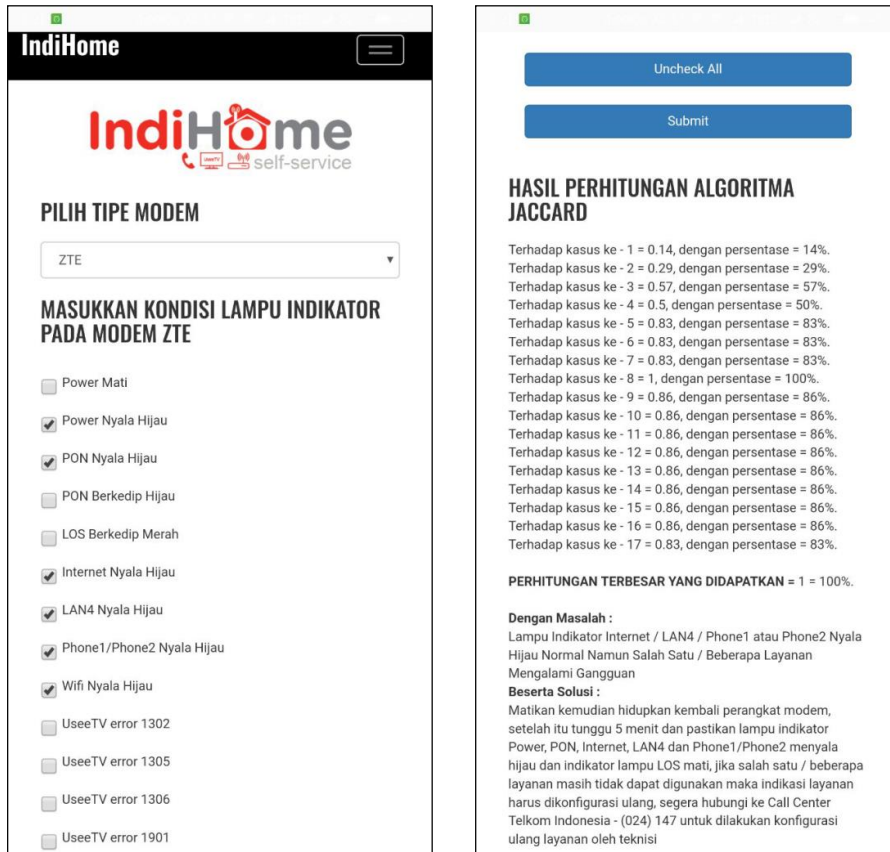 IndiHome
IndiHome
UseeTV
self-service
PILIH TIPE MODEM
ZTE
MASUKKAN KONDISI LAMPU INDIKATOR
PADA MODEM ZTE
Power Mati
Power Nyala Hijau
PON Nyala Hijau
PON Berkedip Hijau
LOS Berkedip Merah
Internet Nyala Hijau
LAN4 Nyala Hijau
Phone1/Phone2 Nyala Hijau
Wifi Nyala Hijau
UseeTV error 1302
UseeTV error 1305
UseeTV error 1306
UseeTV error 1901
Uncheck All
Submit
HASIL PERHITUNGAN ALGORITMA
JACCARD
Terhadap kasus ke - 1 = 0.14, dengan persentase = 14%.
Terhadap kasus ke - 2 = 0.29, dengan persentase = 29%.
Terhadap kasus ke - 3 = 0.57, dengan persentase = 57%.
Terhadap kasus ke - 4 = 0.5, dengan persentase = 50%.
Terhadap kasus ke - 5 = 0.83, dengan persentase = 83%.
Terhadap kasus ke - 6 = 0.83, dengan persentase = 83%.
Terhadap kasus ke - 7 = 0.83, dengan persentase = 83%.
Terhadap kasus ke - 8 = 1, dengan persentase = 100%.
Terhadap kasus ke - 9 = 0.86, dengan persentase = 86%.
Terhadap kasus ke - 10 = 0.86, dengan persentase = 86%.
Terhadap kasus ke - 11 = 0.86, dengan persentase = 86%.
Terhadap kasus ke - 12 = 0.86, dengan persentase = 86%.
Terhadap kasus ke - 13 = 0.86, dengan persentase = 86%.
Terhadap kasus ke - 14 = 0.86, dengan persentase = 86%.
Terhadap kasus ke - 15 = 0.86, dengan persentase = 86%.
Terhadap kasus ke - 16 = 0.86, dengan persentase = 86%.
Terhadap kasus ke - 17 = 0.83, dengan persentase = 83%.
PERHITUNGAN TERBESAR YANG DIDAPATKAN = 1 = 100%.
Dengan Masalah :
Lampu Indikator Internet / LAN4 / Phone1 atau Phone2 Nyala
Hijau Normal Namun Salah Satu / Beberapa Layanan
Mengalami Gangguan
Beserta Solusi :
Matikan kemudian hidupkan kembali perangkat modem,
setelah itu tunggu 5 menit dan pastikan lampu indikator
Power, PON, Internet, LAN4 dan Phone1/Phone2 menyala
hijau dan indikator lampu LOS mati, jika salah satu / beberapa
layanan masih tidak dapat digunakan maka indikasi layanan
harus dikonfigurasi ulang, segera hubungi ke Call Center
Telkom Indonesia - (024) 147 untuk dilakukan konfigurasi
ulang layanan oleh teknisi